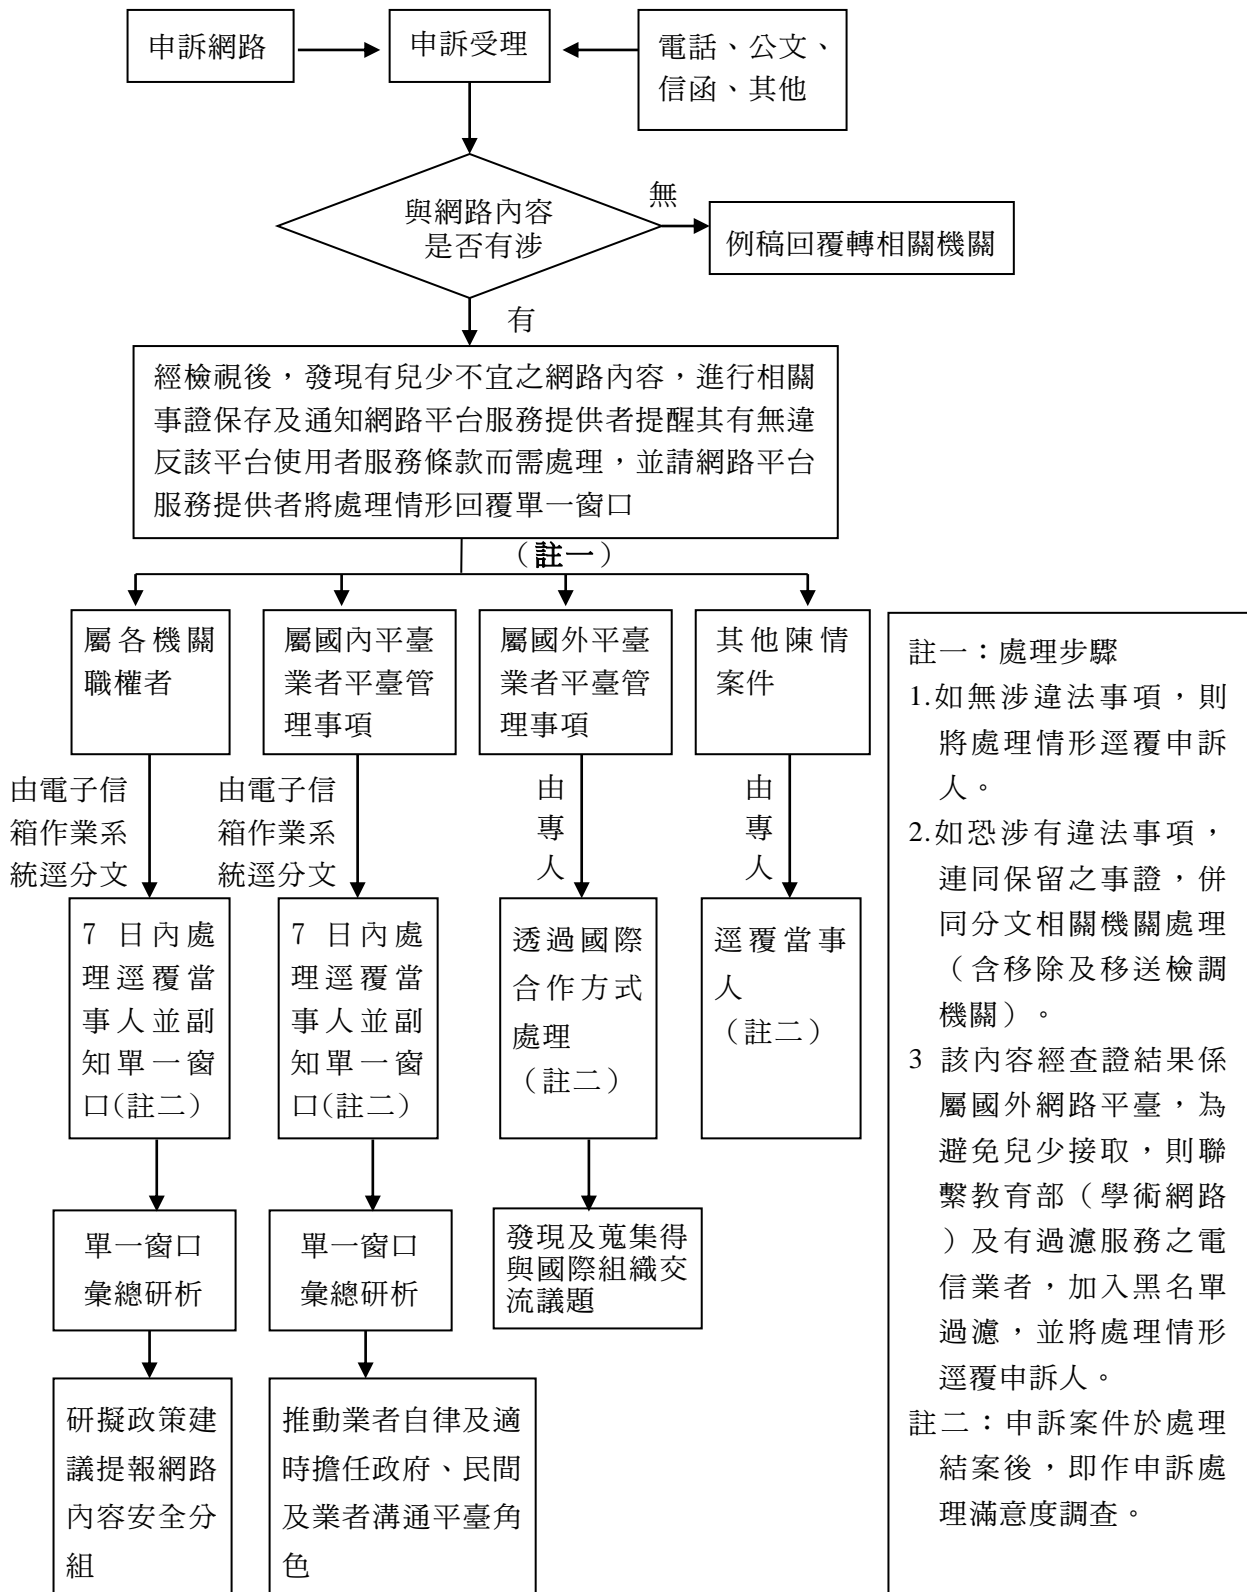 申訴網路
申訴受理
電話、公文、
信函、其他
與網路內容
是否有涉
無
例稿回覆轉相關機關
有
經檢視後，發現有兒少不宜之網路內容，進行相關
事證保存及通知網路平台服務提供者提醒其有無違
反該平台使用者服務條款而需處理，並請網路平台
服務提供者將處理情形回覆單一窗口
（註一）
屬各機關
職權者
屬國內平臺
業者平臺管
理事項
屬國外平臺
業者平臺管
理事項
其他陳情
案件
由電子信
箱作業系
統逕分文
由電子信
箱作業系
統逕分文
由
專
人
由
專
人
7 日內處
理逕覆當
事人並副
知單一窗
口(註二）
7 日內處
理逕覆當
事人並副
知單一窗
口(註二）
透過國際
合作方式
處理
（註二）
逕覆當事
人
（註二）
單一窗口
彙總研析
單一窗口
彙總研析
發現及蒐集得
與國際組織交
流議題
研擬政策建
議提報網路
內容安全分
組
推動業者自律及適
時擔任政府、民間
及業者溝通平臺角
色
註一：處理步驟
1.如無涉違法事項，則
將處理情形逕覆申訴
人。
2.如恐涉有違法事項，
連同保留之事證，併
同分文相關機關處理
（含移除及移送檢調
機關）。
3 該內容經查證結果係
屬國外網路平臺，為
避免兒少接取，則聯
繫教育部（學術網路
）及有過濾服務之電
信業者，加入黑名單
過濾，並將處理情形
逕覆申訴人。
註二：申訴案件於處理
結案後，即作申訴處
理滿意度調查。